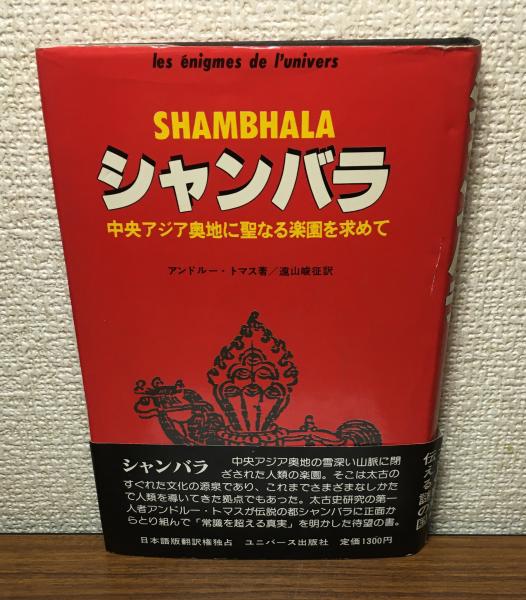 les énigmes de l'univers
SHAMBHALA
シャンバラ
中央アジア奥地に聖なる楽園を求めて
アンドルー・トマス著／遠山峻征訳
シャンバラ
中央アジア奥地の雪深い山脈に閉
ざされた人類の楽園。そこは太古の
すぐれた文化の源泉であり、これまでさまざまなしかた
で人類を導いてきた拠点でもあった。太古史研究の第一
人者アンドルー・トマスが伝説の都シャンバラに正面か
らとり組んで「常識を超える真実」を明かした待望の書。
日本語版翻訳権独占 ユニバース出版社 定価1300円
伝える謎の国